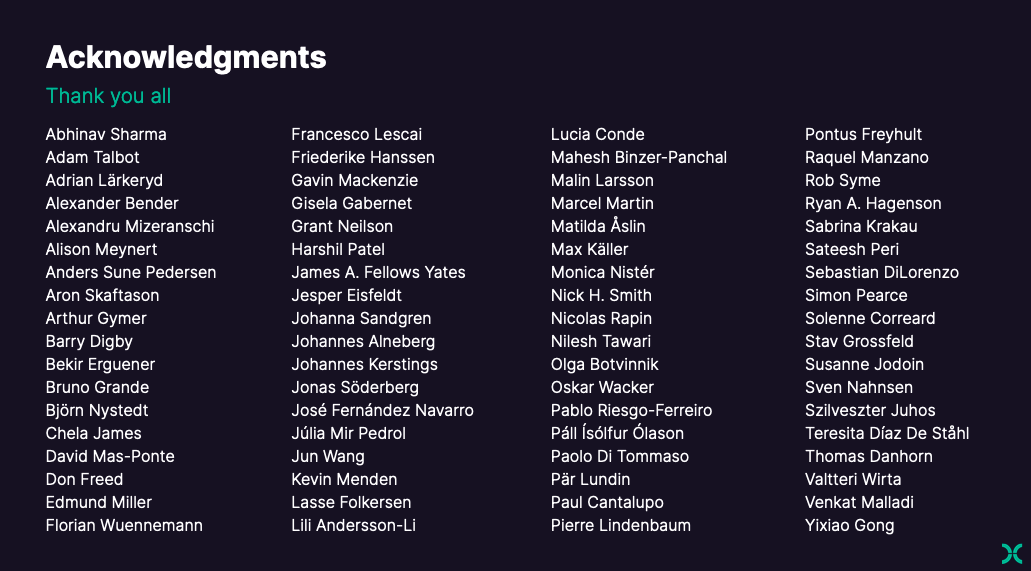 Acknowledgments
Thank you all
Abhinav Sharma
Adam Talbot
Adrian Lärkeryd
Alexander Bender
Alexandru Mizeranschi
Alison Meynert
Anders Sune Pedersen
Aron Skaftason
Arthur Gymer
Barry Digby
Bekir Erguener
Bruno Grande
Björn Nystedt
Chela James
David Mas-Ponte
Don Freed
Edmund Miller
Florian Wuennemann
Francesco Lescai
Friederike Hanssen
Gavin Mackenzie
Gisela Gabernet
Grant Neilson
Harshil Patel
James A. Fellows Yates
Jesper Eisfeldt
Johanna Sandgren
Johannes Alneberg
Johannes Kerstings
Jonas Söderberg
José Fernández Navarro
Júlia Mir Pedrol
Jun Wang
Kevin Menden
Lasse Folkersen
Lili Andersson-Li
Lucia Conde
Mahesh Binzer-Panchal
Malin Larsson
Marcel Martin
Matilda Åslin
Max Käller
Monica Nistér
Nick H. Smith
Nicolas Rapin
Nilesh Tawari
Olga Botvinnik
Oskar Wacker
Pablo Riesgo-Ferreiro
Páll Ísólfur Ólason
Paolo Di Tommaso
Pär Lundin
Paul Cantalupo
Pierre Lindenbaum
Pontus Freyhult
Raquel Manzano
Rob Syme
Ryan A. Hagenson
Sabrina Krakau
Sateesh Peri
Sebastian DiLorenzo
Simon Pearce
Solenne Correard
Stav Grossfeld
Susanne Jodoin
Sven Nahnsen
Szilveszter Juhos
Teresita Díaz De Ståhl
Thomas Danhorn
Valtteri Wirta
Venkat Malladi
Yixiao Gong